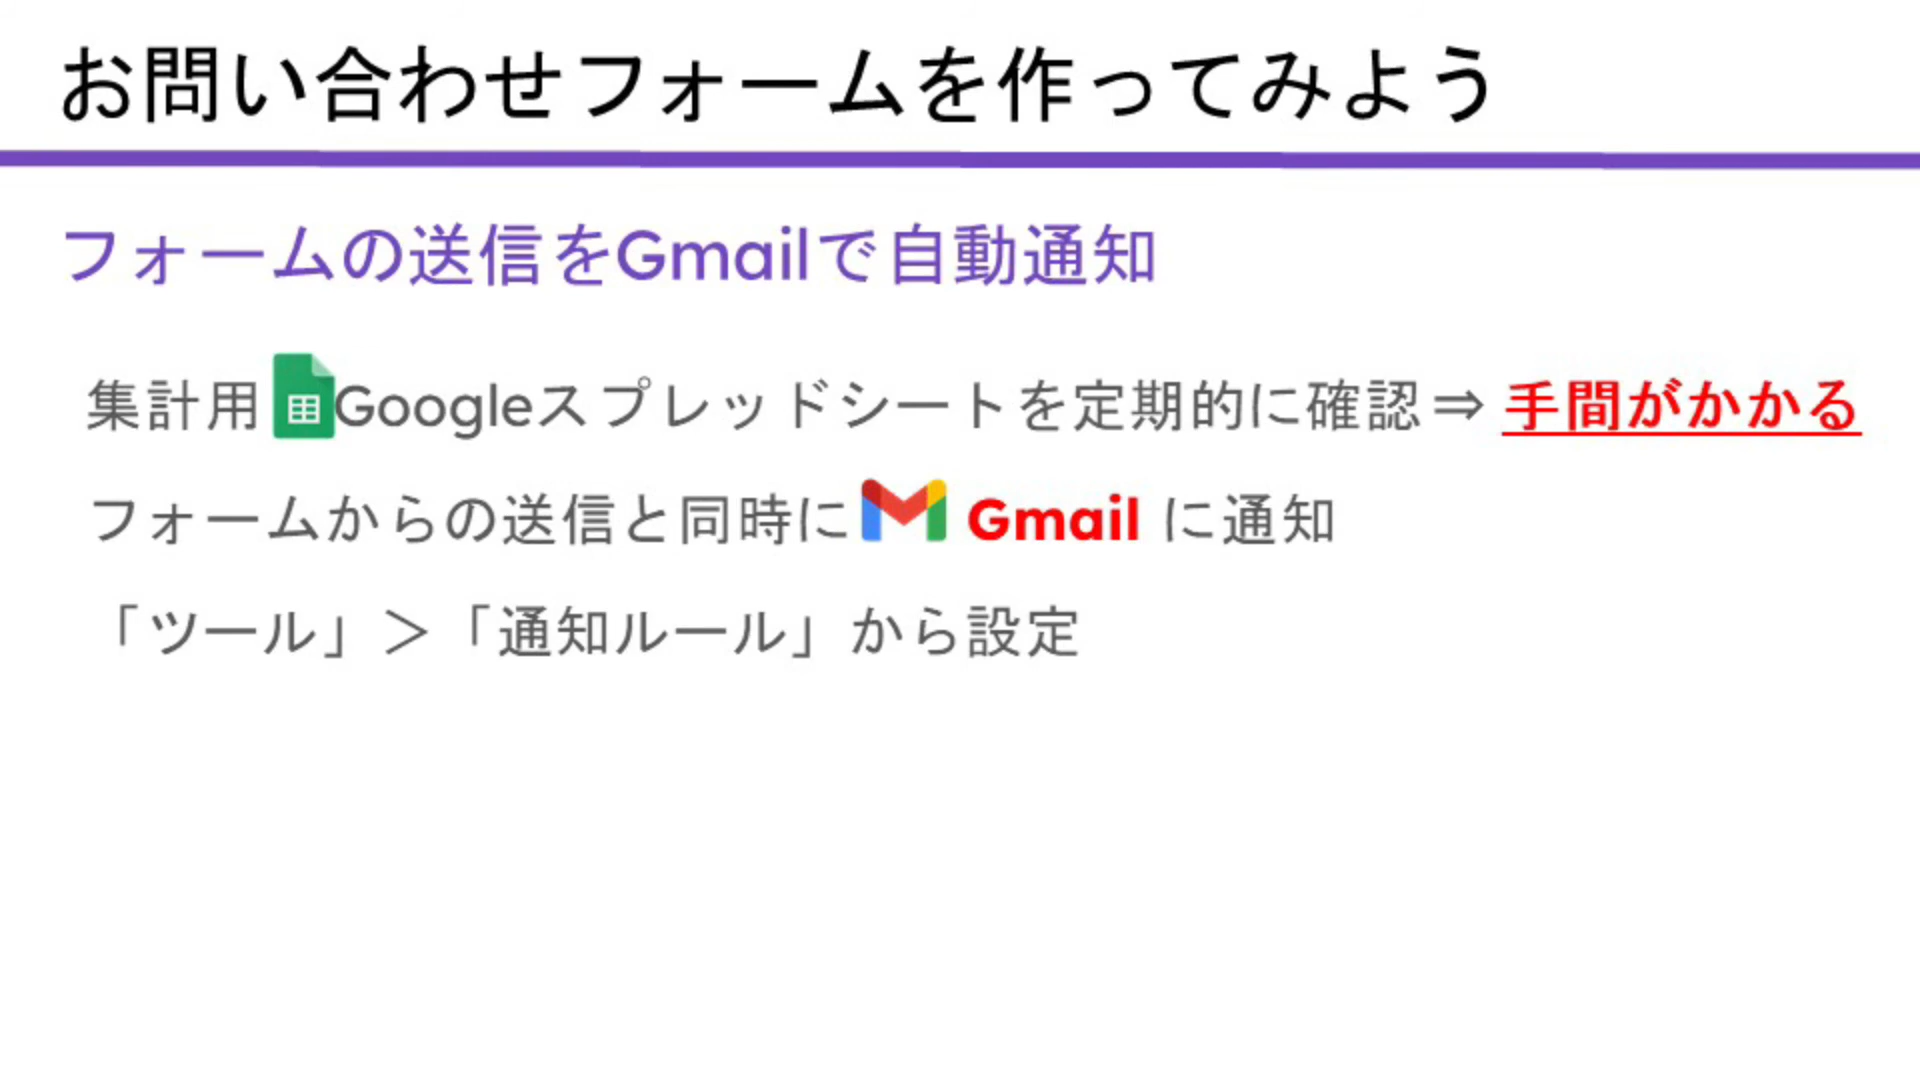 お問い合わせフォームを作ってみよう
フォームの送信をGmailで自動通知
集計用Googleスプレッドシートを定期的に確認⇒ 手間がかかる
フォームからの送信と同時に Gmail に通知
「ツール」＞「通知ルール」から設定